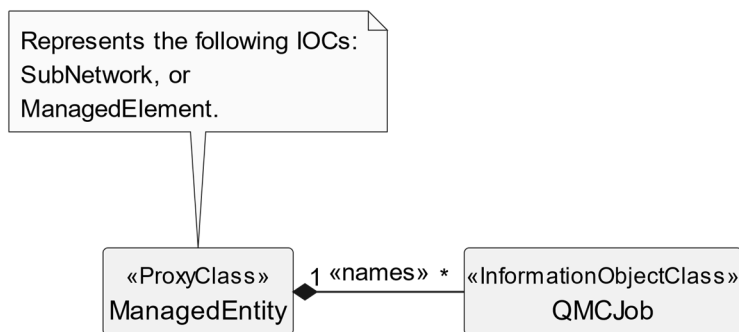 Represents the following IOCs:
SubNetwork, or
ManagedElement.
«ProxyClass»
ManagedEntity
1 «names» *
«InformationObjectClass»
QMCJob